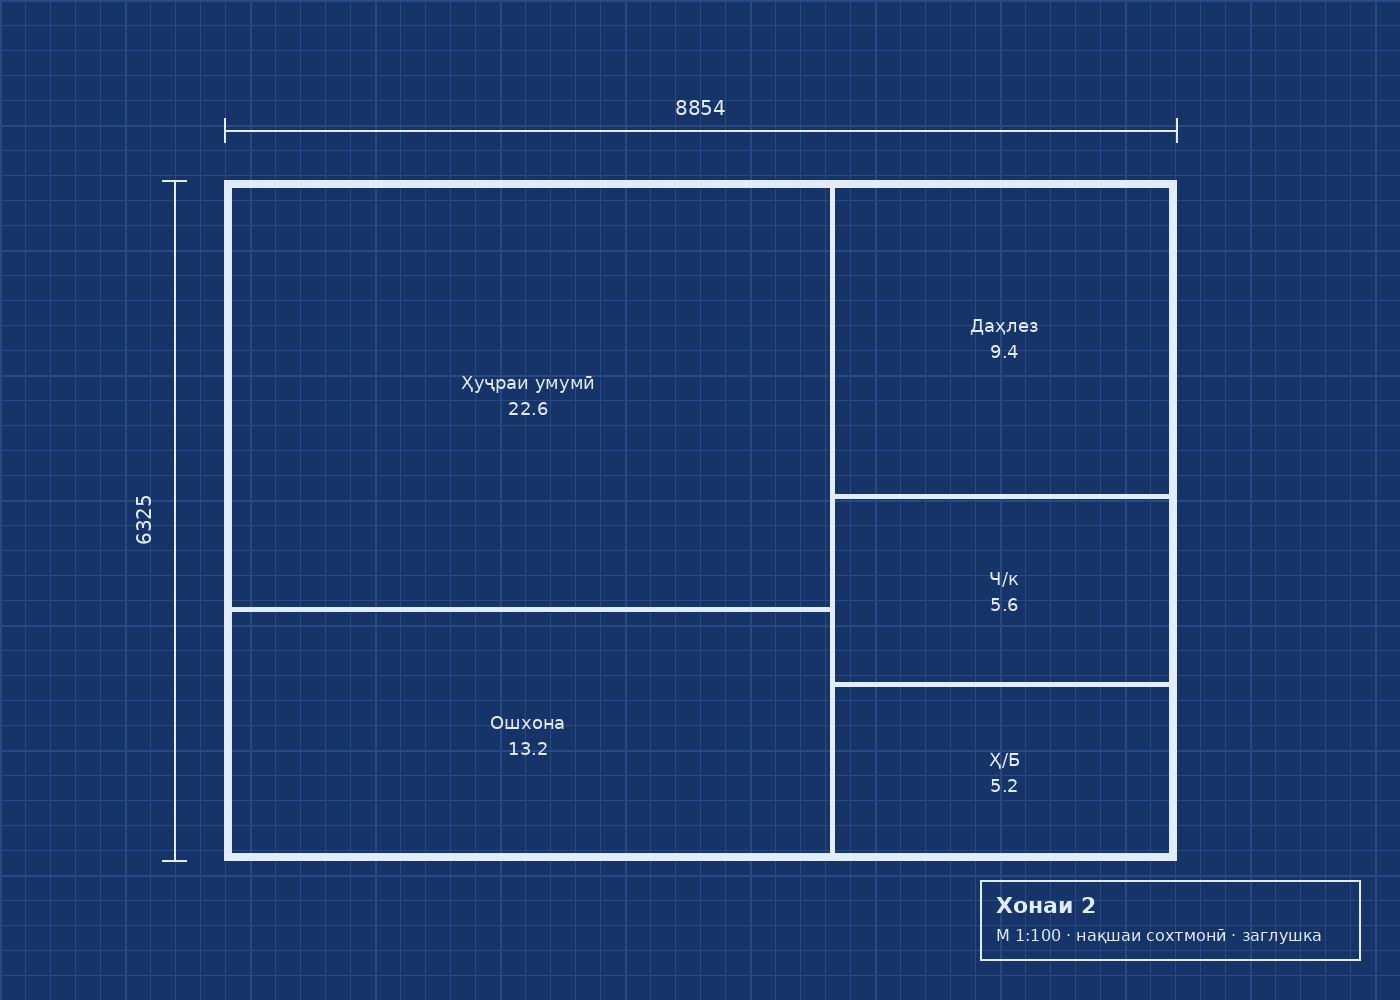 8854
6325
Ҳуҷраи умумӣ
22.6
Даҳлез
9.4
Ч/к
5.6
Ошхона
13.2
Ҳ/Б
5.2
Хонаи 2
М 1:100 · нақшаи сохтмонӣ · заглушка